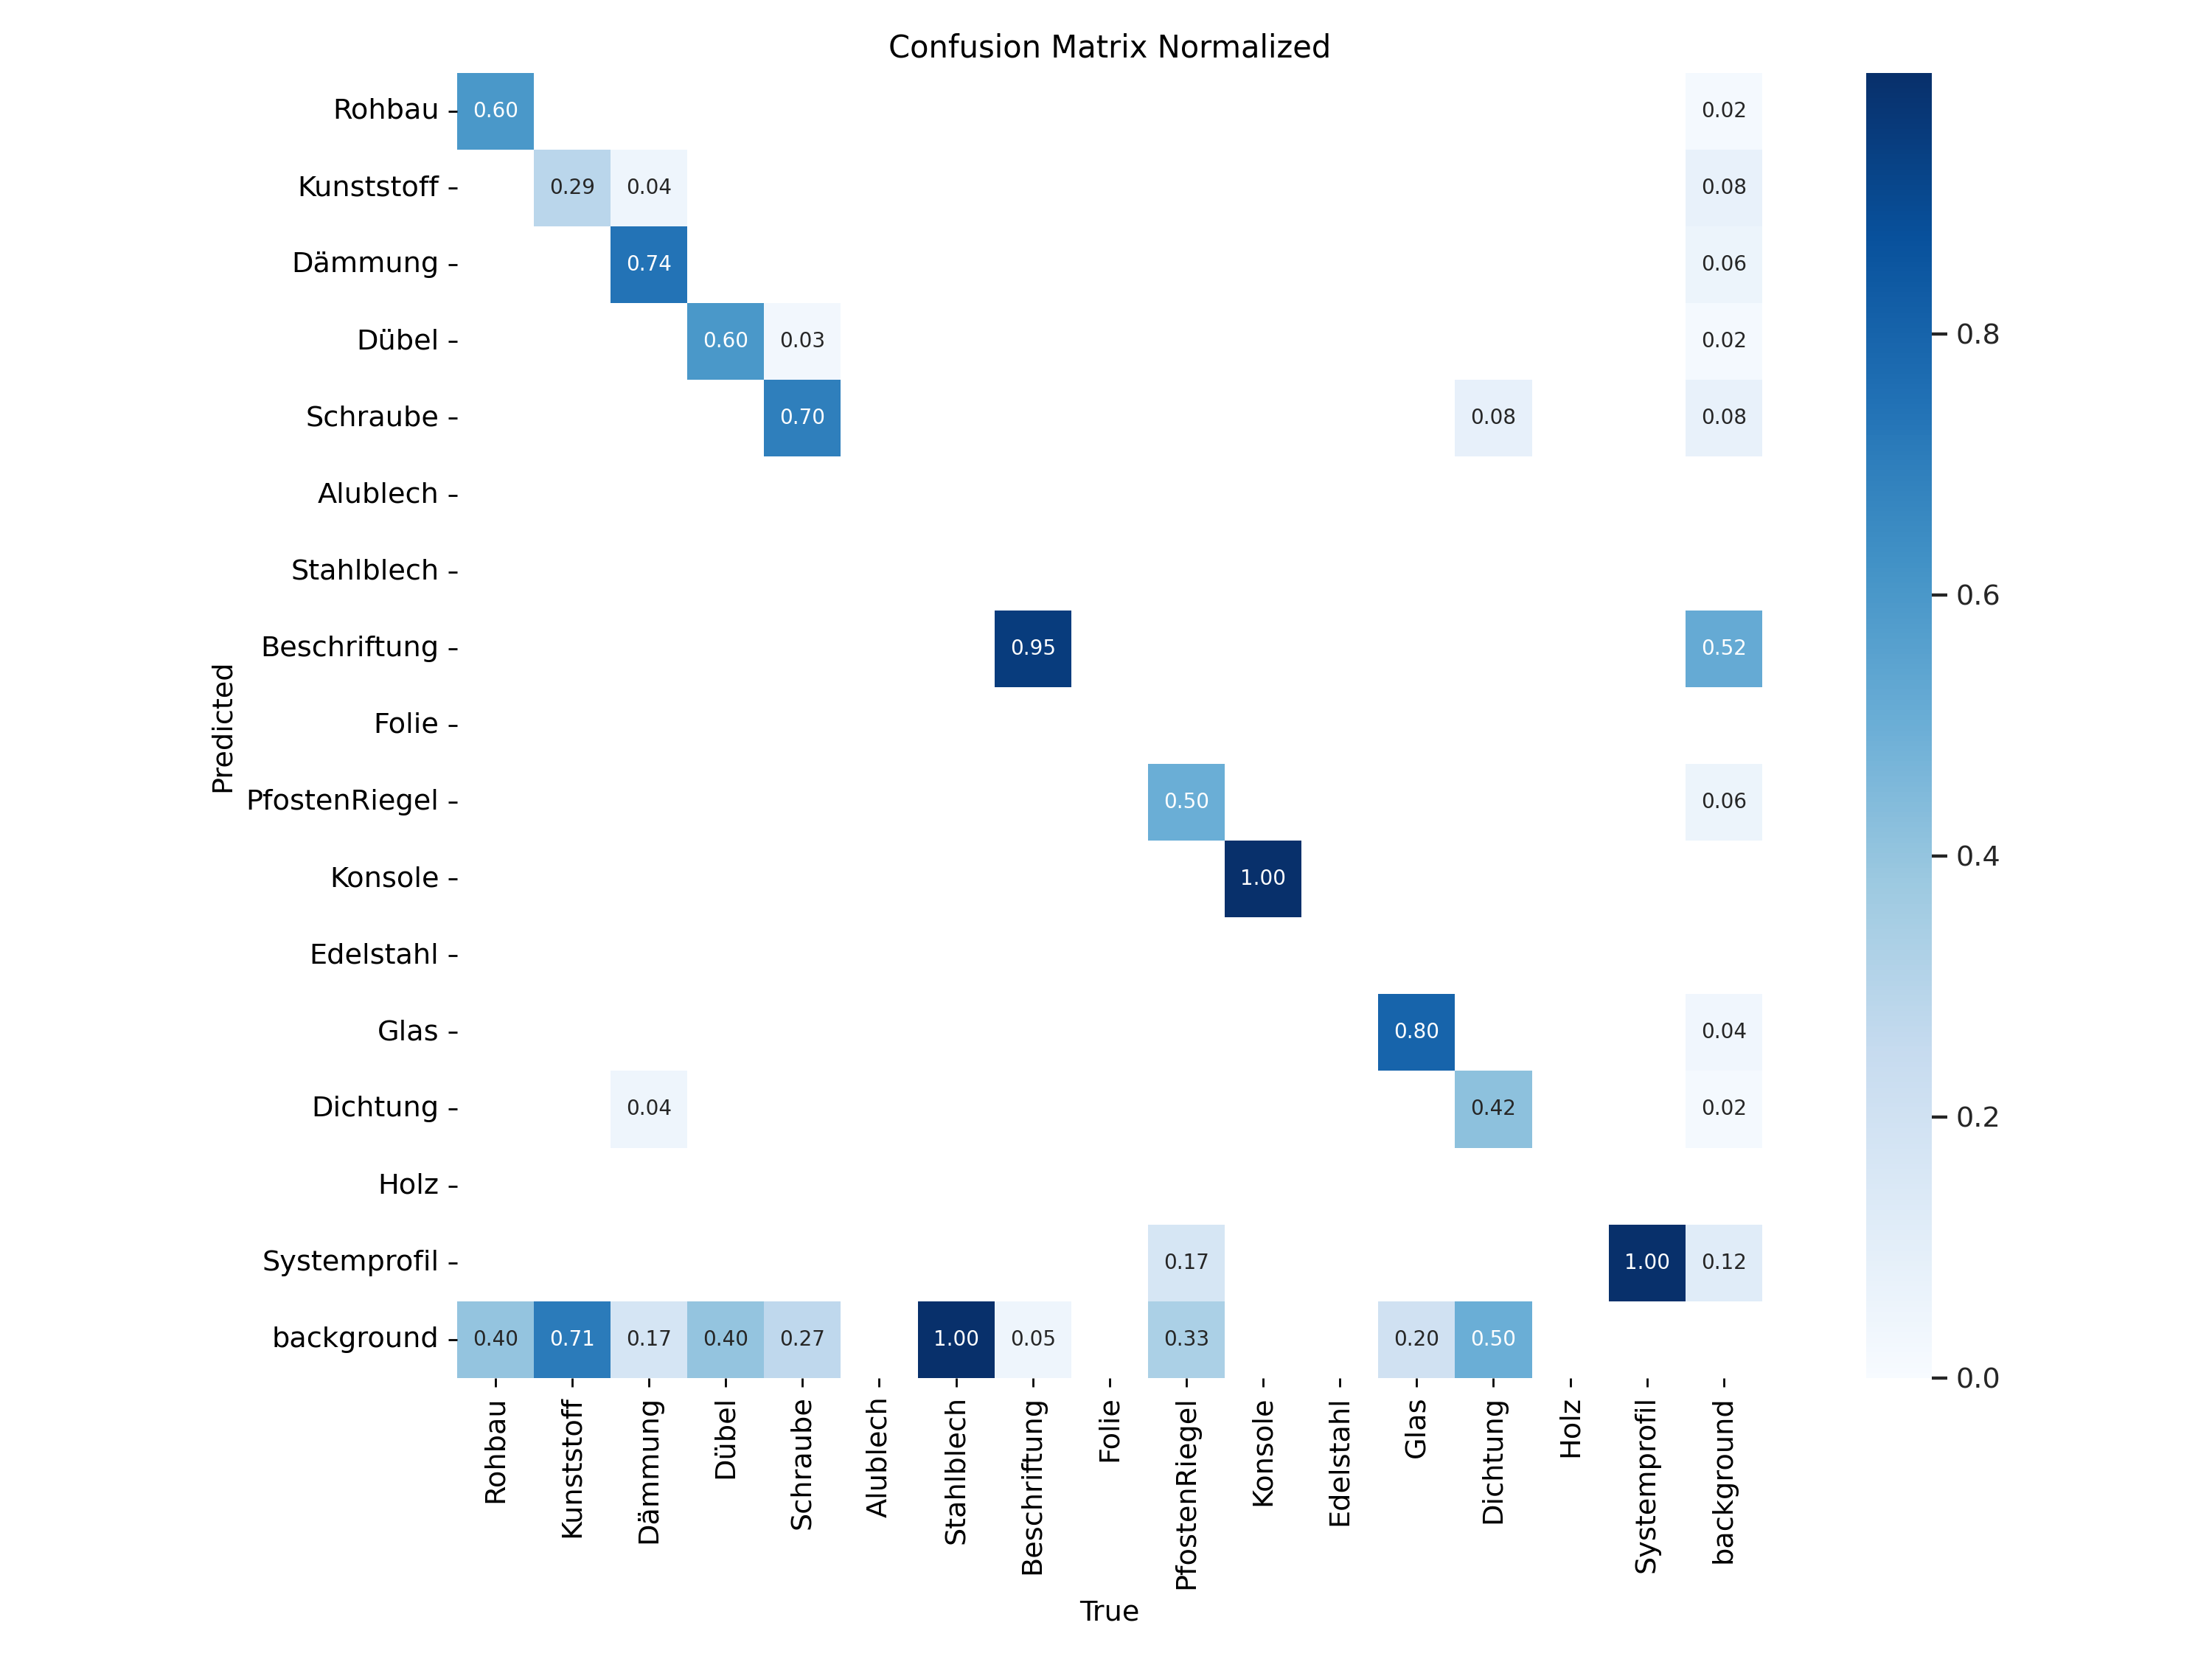 Confusion Matrix Normalized
Rohbau 0.60 0.02
Kunststoff 0.29 0.04 0.08
Dämmung 0.74 0.06
0.8
Dübel 0.60 0.03 0.02
Schraube 0.70 0.08 0.08
Alublech
Stahlblech
0.6
Beschriftung 0.95 0.52
Predicted
Folie
PfostenRiegel 0.50 0.06
0.4
Konsole 1.00
Edelstahl
Glas 0.80 0.04
Dichtung 0.04 0.42 0.02
0.2
Holz
Systemprofil 0.17 1.00 0.12
background 0.40 0.71 0.17 0.40 0.27 1.00 0.05 0.33 0.20 0.50
0.0
Rohbau
Kunststoff
Dämmung
Dübel
Schraube
Alublech
Stahlblech
Beschriftung
Folie
PfostenRiegel
Konsole
Edelstahl
Glas
Dichtung
Holz
Systemprofil
background
True